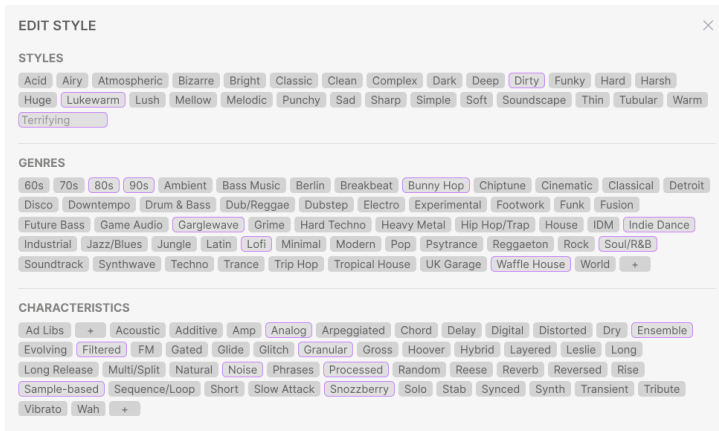 EDIT STYLE
STYLES
Acid Airy Atmospheric Bizarre Bright Classic Clean Complex Dark Deep Dirty Funky Hard Harsh
Huge Lukewarm Lush Mellow Melodic Punchy Sad Sharp Simple Soft Soundscape Thin Tubular Warm
Terrifying
GENRES
60s 70s 80s 90s Ambient Bass Music Berlin Breakbeat Bunny Hop Chiptune Cinematic Classical Detroit
Disco Downtempo Drum & Bass Dub/Reggae Dubstep Electro Experimental Footwork Funk Fusion
Future Bass Game Audio Garglewave Grime Hard Techno Heavy Metal Hip Hop/Trap House IDM Indie Dance
Industrial Jazz/Blues Jungle Latin Lofi Minimal Modern Pop Psytrance Reggaeton Rock Soul/R&B
Soundtrack Synthwave Techno Trance Trip Hop Tropical House UK Garage Waffle House World +
CHARACTERISTICS
Ad Libs + Acoustic Additive Amp Analog Arpeggiated Chord Delay Digital Distorted Dry Ensemble
Evolving Filtered FM Gated Glide Glitch Granular Gross Hoover Hybrid Layered Leslie Long
Long Release Multi/Split Natural Noise Phrases Processed Random Reese Reverb Reversed Rise
Sample-based Sequence/Loop Short Slow Attack Snozzberry Solo Stab Synced Synth Transient Tribute
Vibrato Wah +